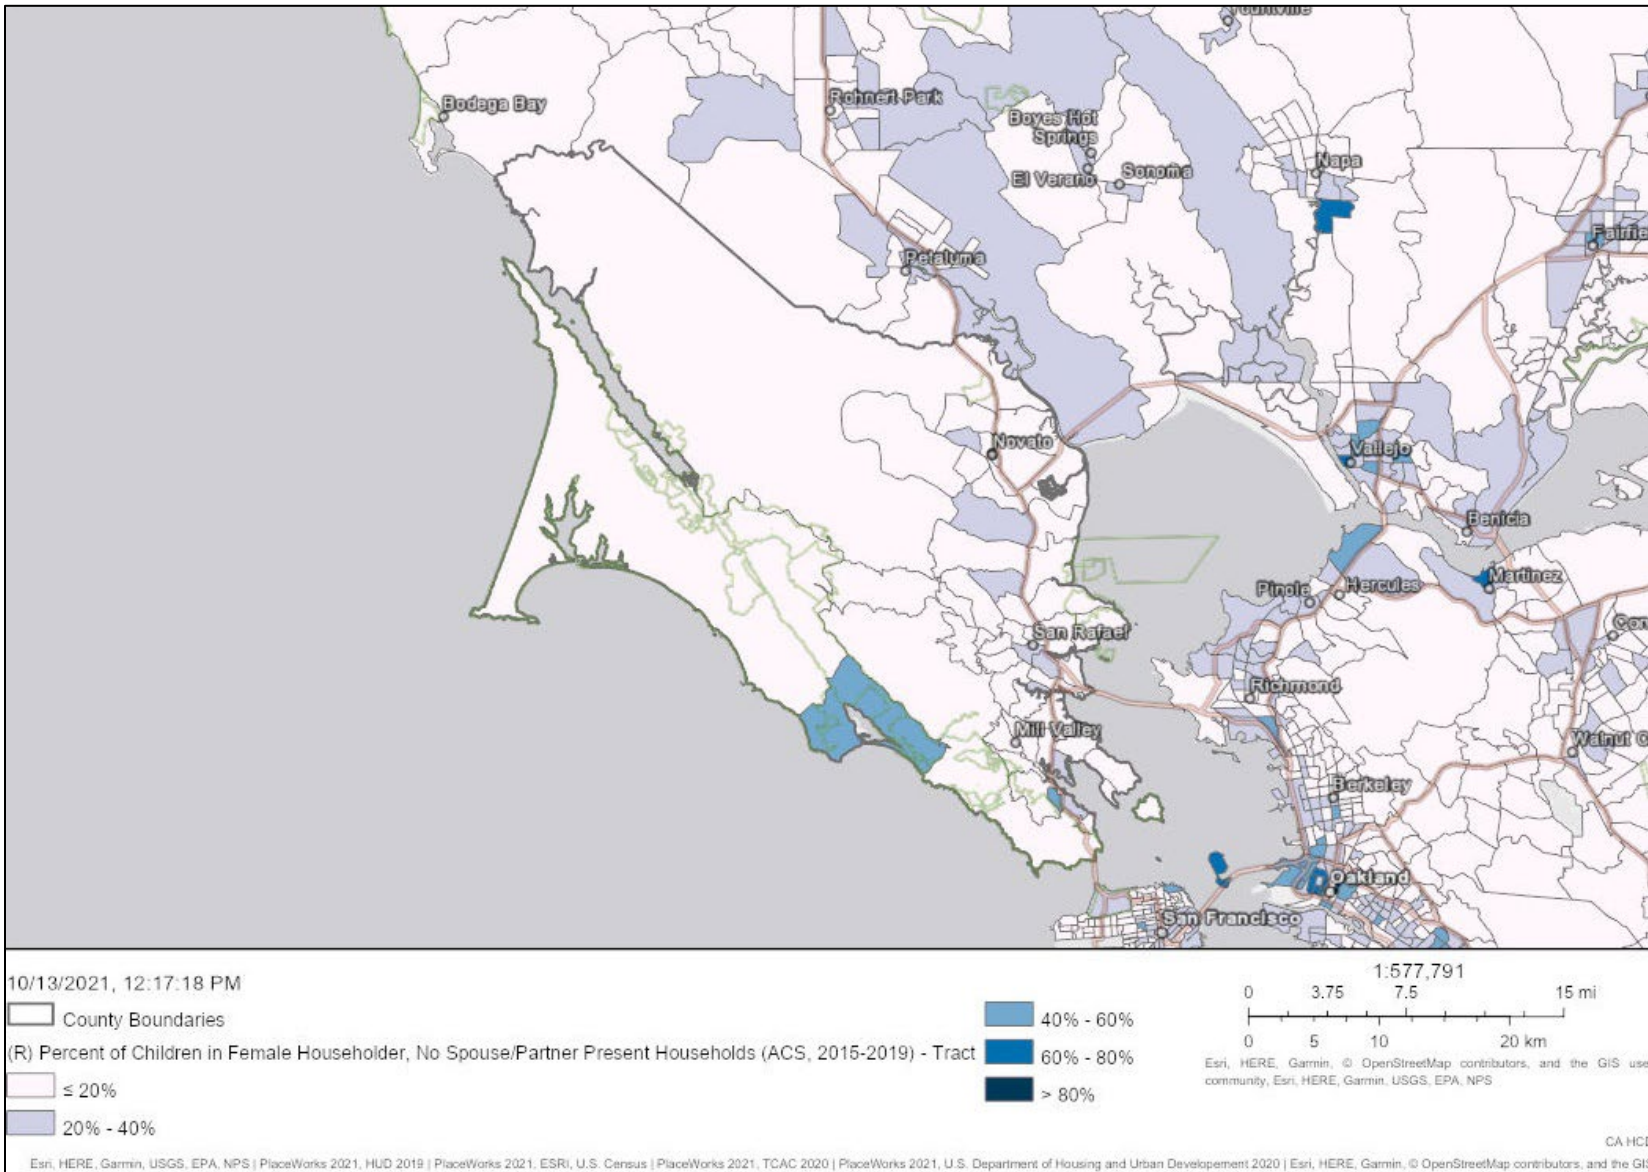 Yountville
Bodega Bay
Rohnert Park
Boyes Hot
Springs
El Verano
Sonoma
Napa
Fairfie
Petaluma
Novato
Vallejo
Benicia
Pinole
Hercules
Martinez
Con
San Rafael
Richmond
Mill Valley
Walnut C
Berkeley
Oakland
San Francisco
10/13/2021, 12:17:18 PM
County Boundaries
(R) Percent of Children in Female Householder, No Spouse/Partner Present Households (ACS, 2015-2019) - Tract
≤ 20%
20% - 40%
40% - 60%
60% - 80%
> 80%
1:577,791
0 3.75 7.5 15 mi
0 5 10 20 km
Esri, HERE, Garmin, © OpenStreetMap contributors, and the GIS use
community, Esri, HERE, Garmin, USGS, EPA, NPS
CA HCD
Esri, HERE, Garmin, USGS, EPA, NPS | PlaceWorks 2021, HUD 2019 | PlaceWorks 2021, ESRI, U.S. Census | PlaceWorks 2021, TCAC 2020 | PlaceWorks 2021, U.S. Department of Housing and Urban Developement 2020 | Esri, HERE, Garmin, © OpenStreetMap contributors, and the GIS